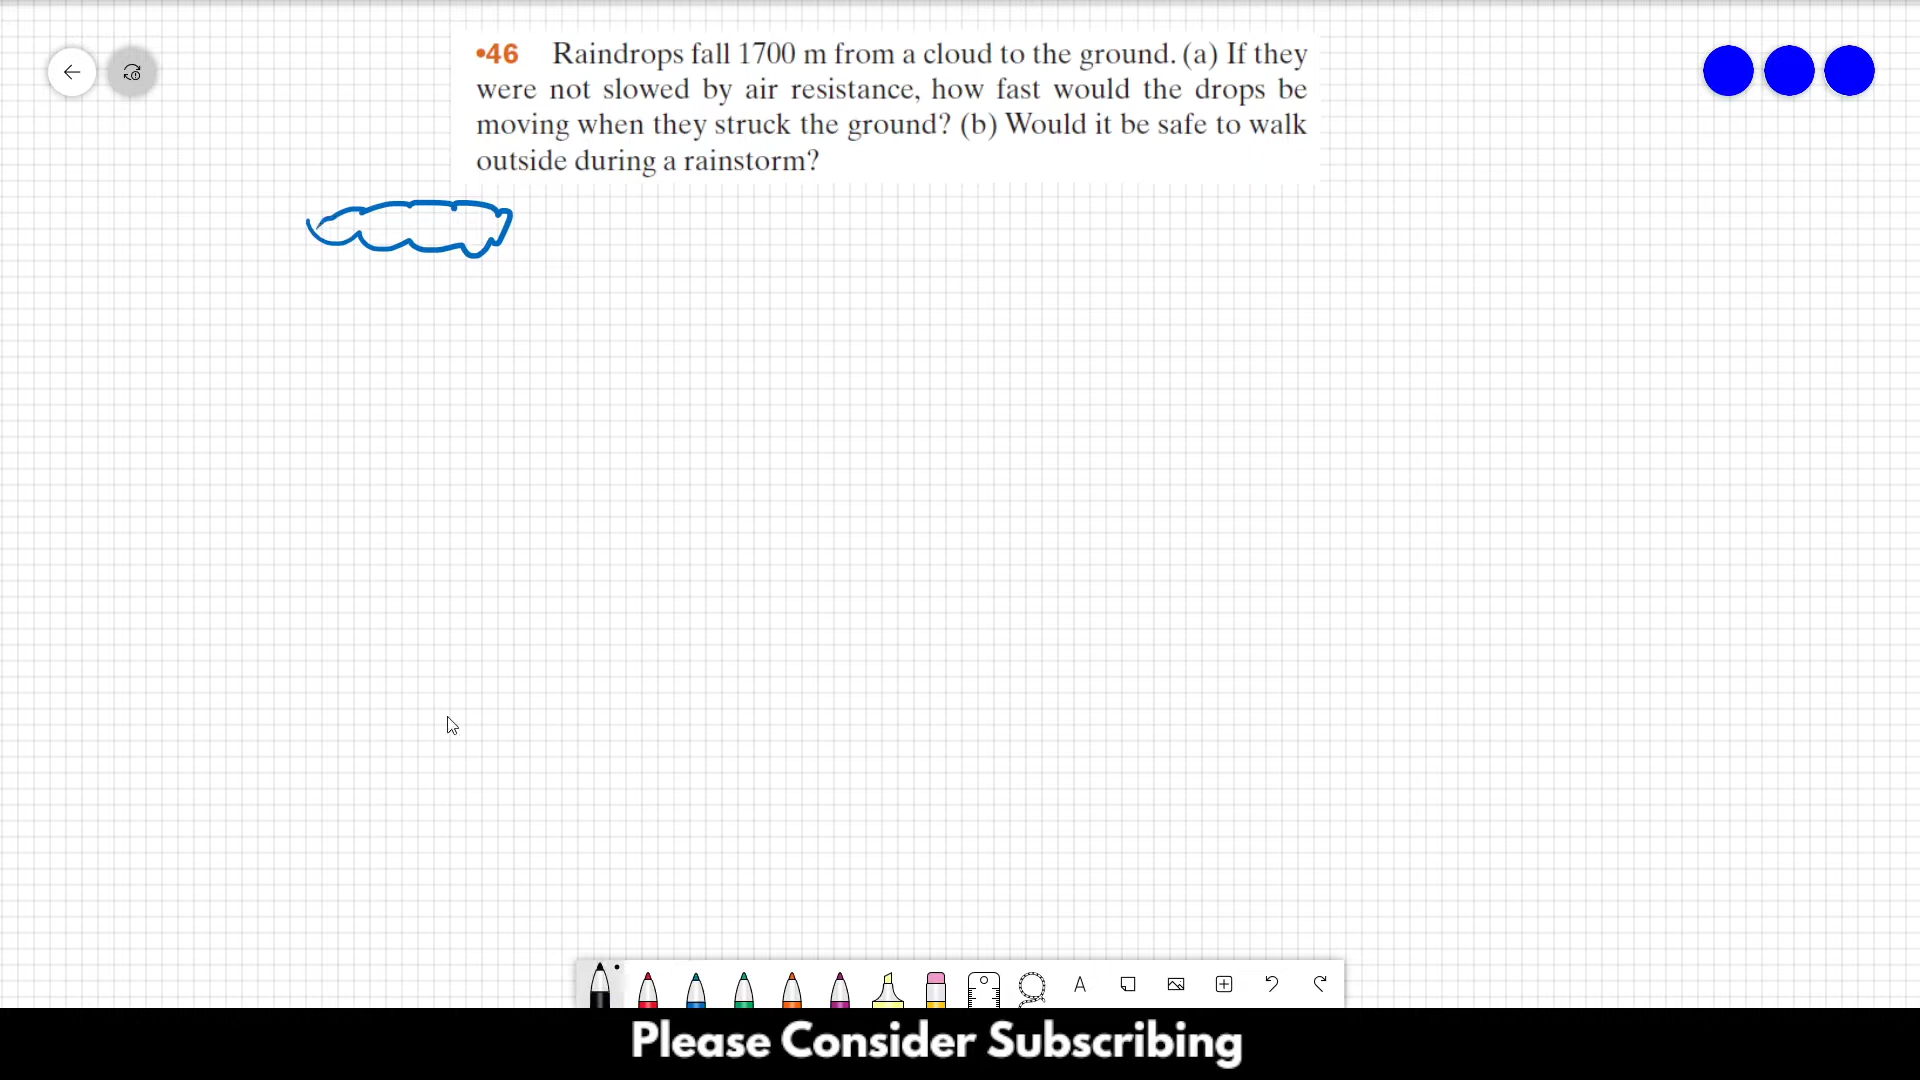 •46 Raindrops fall 1700 m from a cloud to the ground. (a) If they
were not slowed by air resistance, how fast would the drops be
moving when they struck the ground? (b) Would it be safe to walk
outside during a rainstorm?
A
Please Consider Subscribing